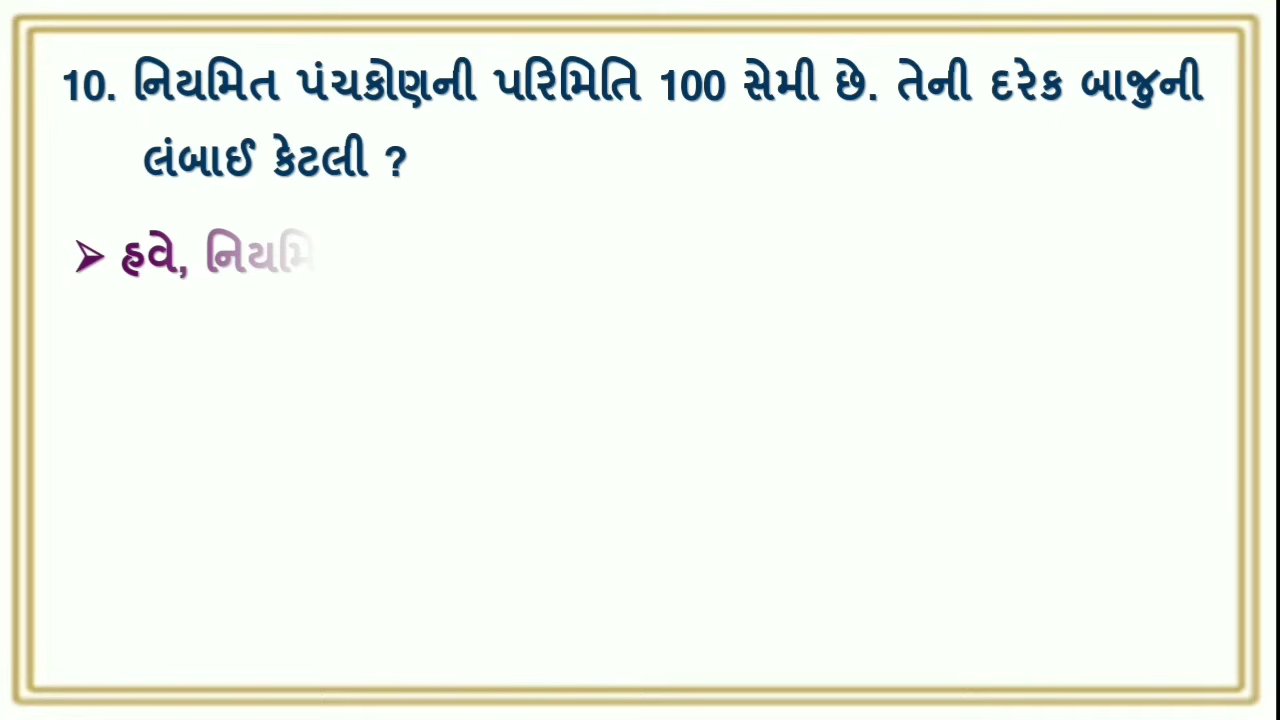 10. નિયમિત પંચકોણની પરિમિતિ 100 સેમી છે. તેની દરેક બાજુની
લંબાઈ કેટલી ?
➢ હવે,